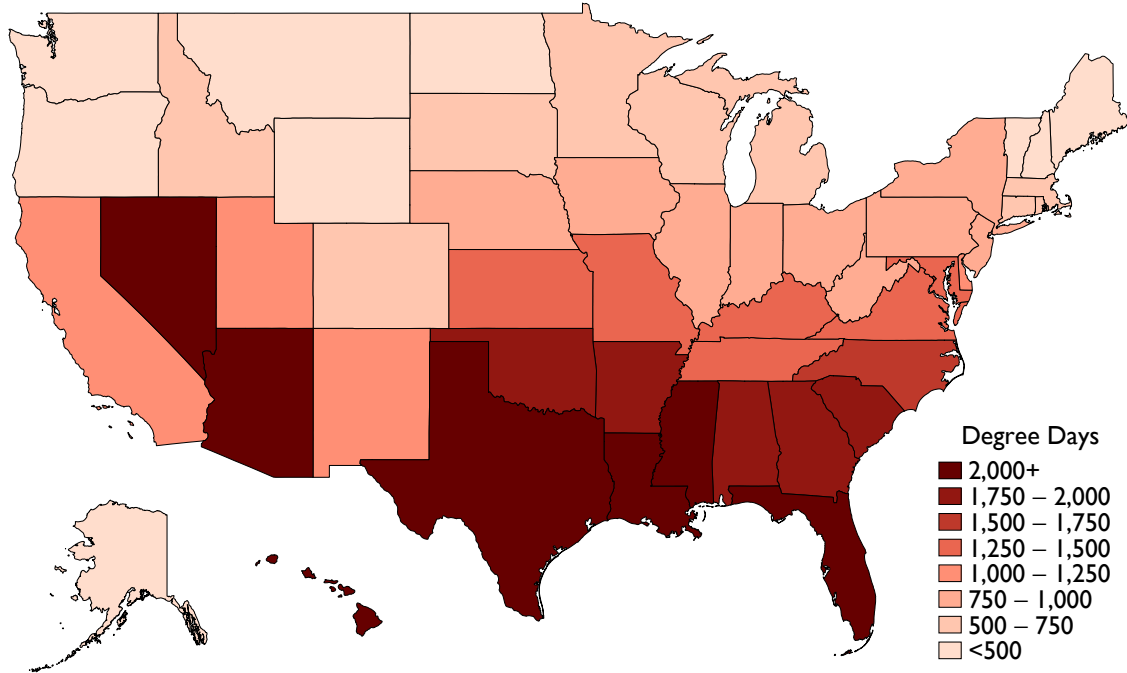 Degree Days
2,000+
1,750 – 2,000
1,500 – 1,750
1,250 – 1,500
1,000 – 1,250
750 – 1,000
500 – 750
<500